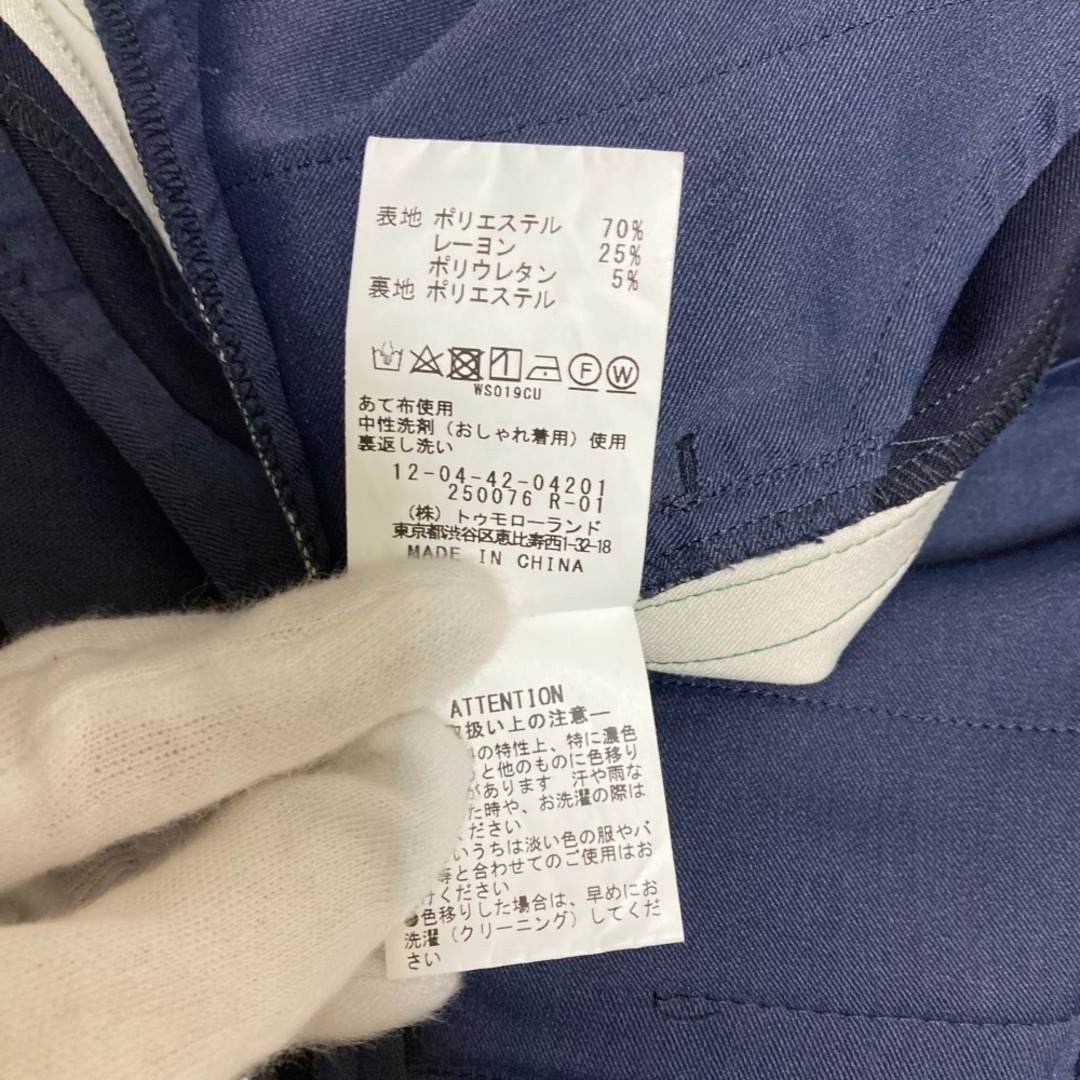 表地 ポリエステル 70%
レーヨン 25%
ポリウレタン 5%
裏地 ポリエステル
F W
WS019CU
あて布使用
中性洗剤（おしゃれ着用）使用
裏返し洗い
12-04-42-04201
250076 R-01
（株）トゥモローランド
東京都渋谷区恵比寿西1-32-18
MADE IN CHINA
ATTENTION
扱い上の注意―
の特性上、特に濃色
と他のものに色移り
があります 汗や雨な
た時や、お洗濯の際は
ださい
いうちは淡い色の服やバ
等と合わせてのご使用はお
けください
●色移りした場合は、早めにお
洗濯（クリーニング）してくだ
さい